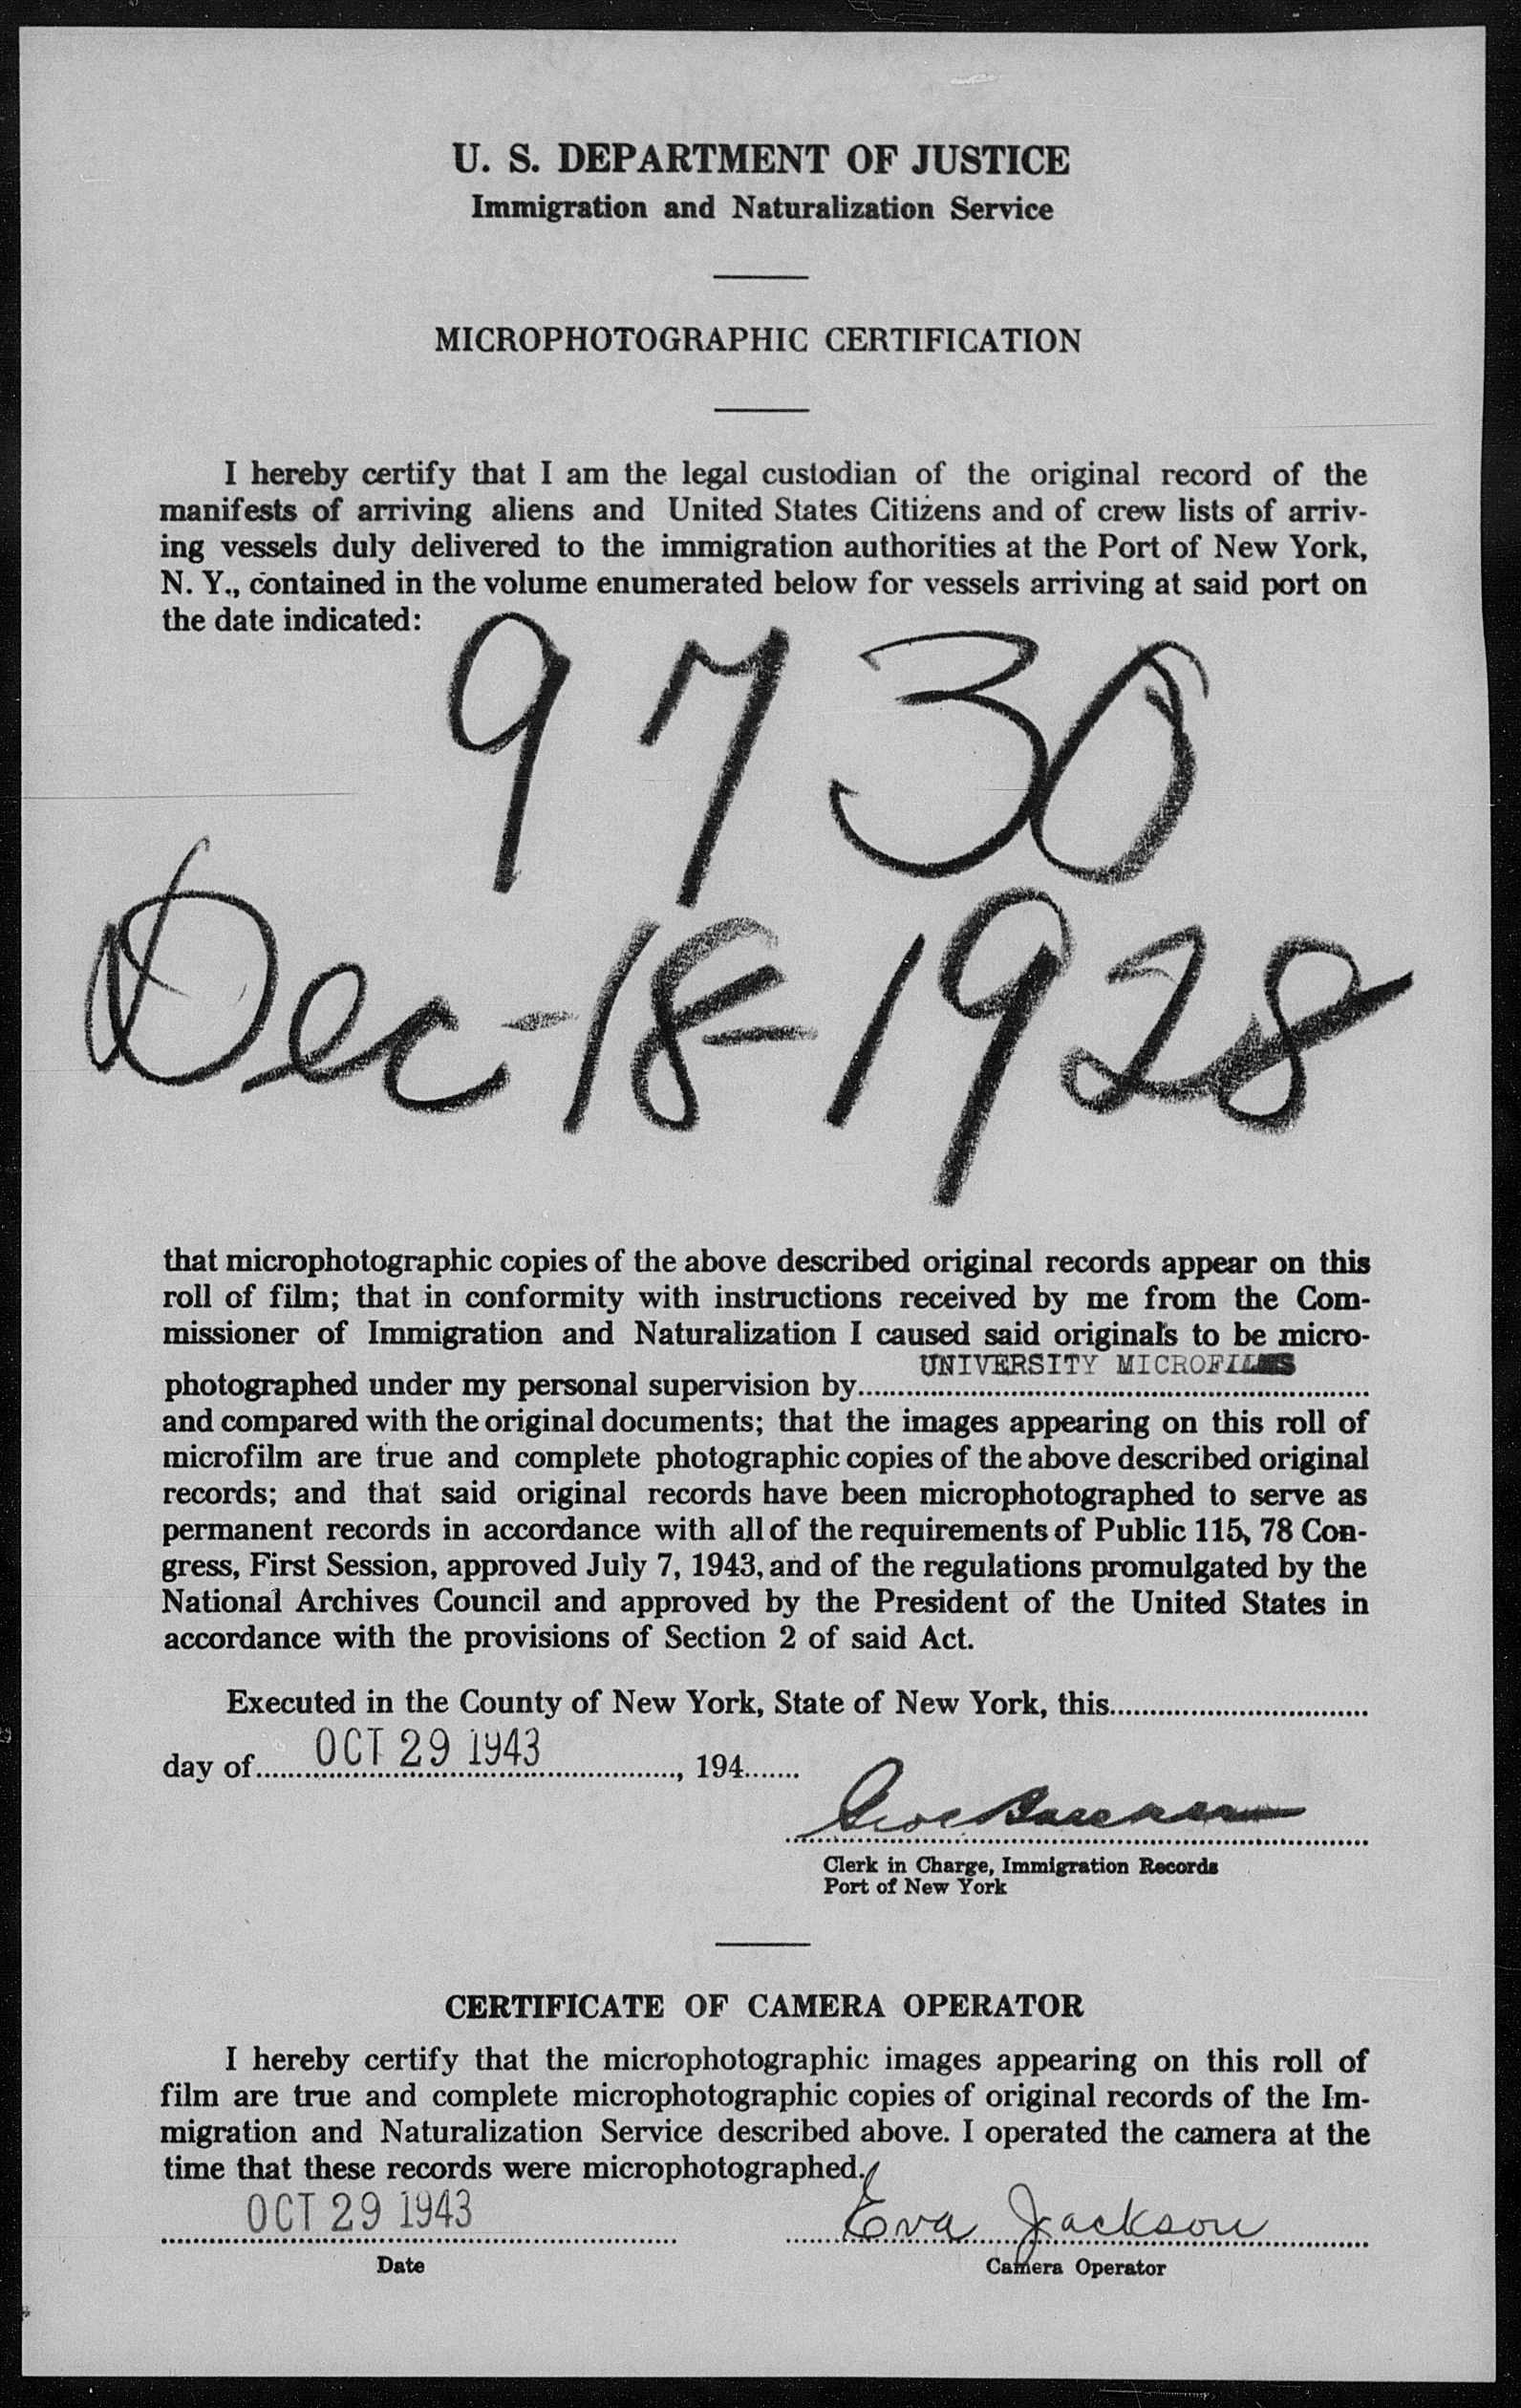 U. S. DEPARTMENT OF JUSTICE
Immigration and Naturalization Service
MICROPHOTOGRAPHIC CERTIFICATION
I hereby certify that I am the legal custodian of the original record of the
manifests of arriving aliens and United States Citizens and of crew lists of arriv-
ing vessels duly delivered to the immigration authorities at the Port of New York,
N. Y., contained in the volume enumerated below for vessels arriving at said port on
the date indicated:
9730
Dec-18-1928
that microphotographic copies of the above described original records appear on this
roll of film; that in conformity with instructions received by me from the Com-
missioner of Immigration and Naturalization I caused said originals to be micro-
UNIVERSITY MICROFILMS
photographed under my personal supervision by
and compared with the original documents; that the images appearing on this roll of
microfilm are true and complete photographic copies of the above described original
records; and that said original records have been microphotographed to serve as
permanent records in accordance with all of the requirements of Public 115, 78 Con-
gress, First Session, approved July 7, 1943, and of the regulations promulgated by the
National Archives Council and approved by the President of the United States in
accordance with the provisions of Section 2 of said Act.
Executed in the County of New York, State of New York, this
day of OCT 29 1943, 194
Clerk in Charge, Immigration Records
Port of New York
CERTIFICATE OF CAMERA OPERATOR
I hereby certify that the microphotographic images appearing on this roll of
film are true and complete microphotographic copies of original records of the Im-
migration and Naturalization Service described above. I operated the camera at the
time that these records were microphotographed.
OCT 29 1943 Eva Jackson
Date Camera Operator